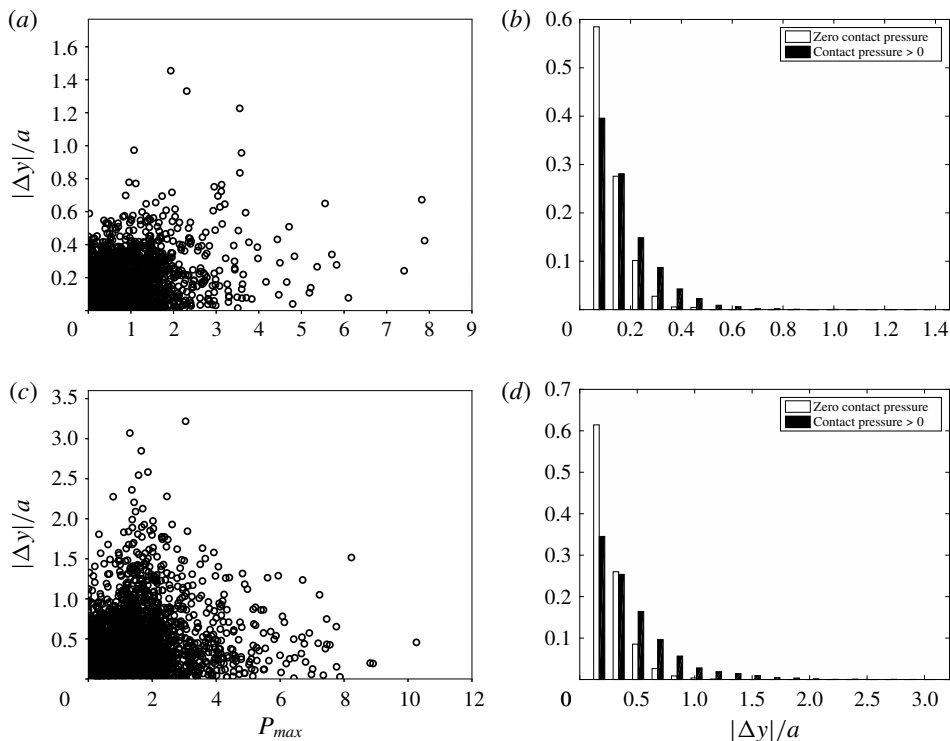 (a)
1.6
1.4
1.2
1.0
0.8
0.6
0.4
0.2
|Δy|/a
0 1 2 3 4 5 6 7 8 9
(b)
0.6
0.5
0.4
0.3
0.2
0.1
Zero contact pressure
Contact pressure > 0
0 0.2 0.4 0.6 0.8 1.0 1.2 1.4
(c)
3.5
3.0
2.5
2.0
1.5
1.0
0.5
|Δy|/a
0 2 4 6 8 10 12
P_max
(d)
0.7
0.6
0.5
0.4
0.3
0.2
0.1
Zero contact pressure
Contact pressure > 0
0 0 0.5 1.0 1.5 2.0 2.5 3.0
|Δy|/a